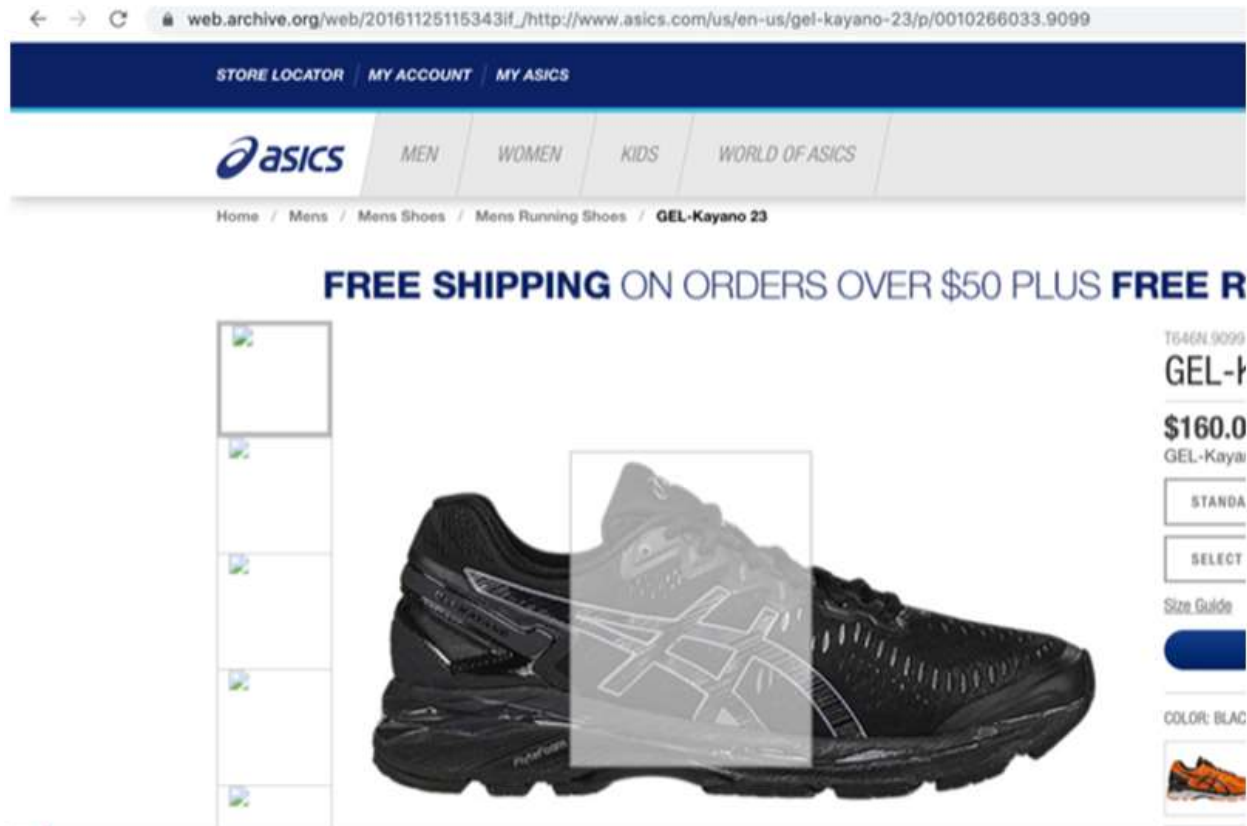 web.archive.org/web/20161125115343if_/http://www.asics.com/us/en-us/gel-kayano-23/p/0010266033.9099
STORE LOCATOR MY ACCOUNT MY ASICS
asics MEN WOMEN KIDS WORLD OF ASICS
Home / Mens / Mens Shoes / Mens Running Shoes / GEL-Kayano 23
FREE SHIPPING ON ORDERS OVER $50 PLUS FREE R
T646N.9099
GEL-K
$160.0
GEL-Kaya
STANDA
SELECT
Size Guide
COLOR: BLAC
FlyteFoam